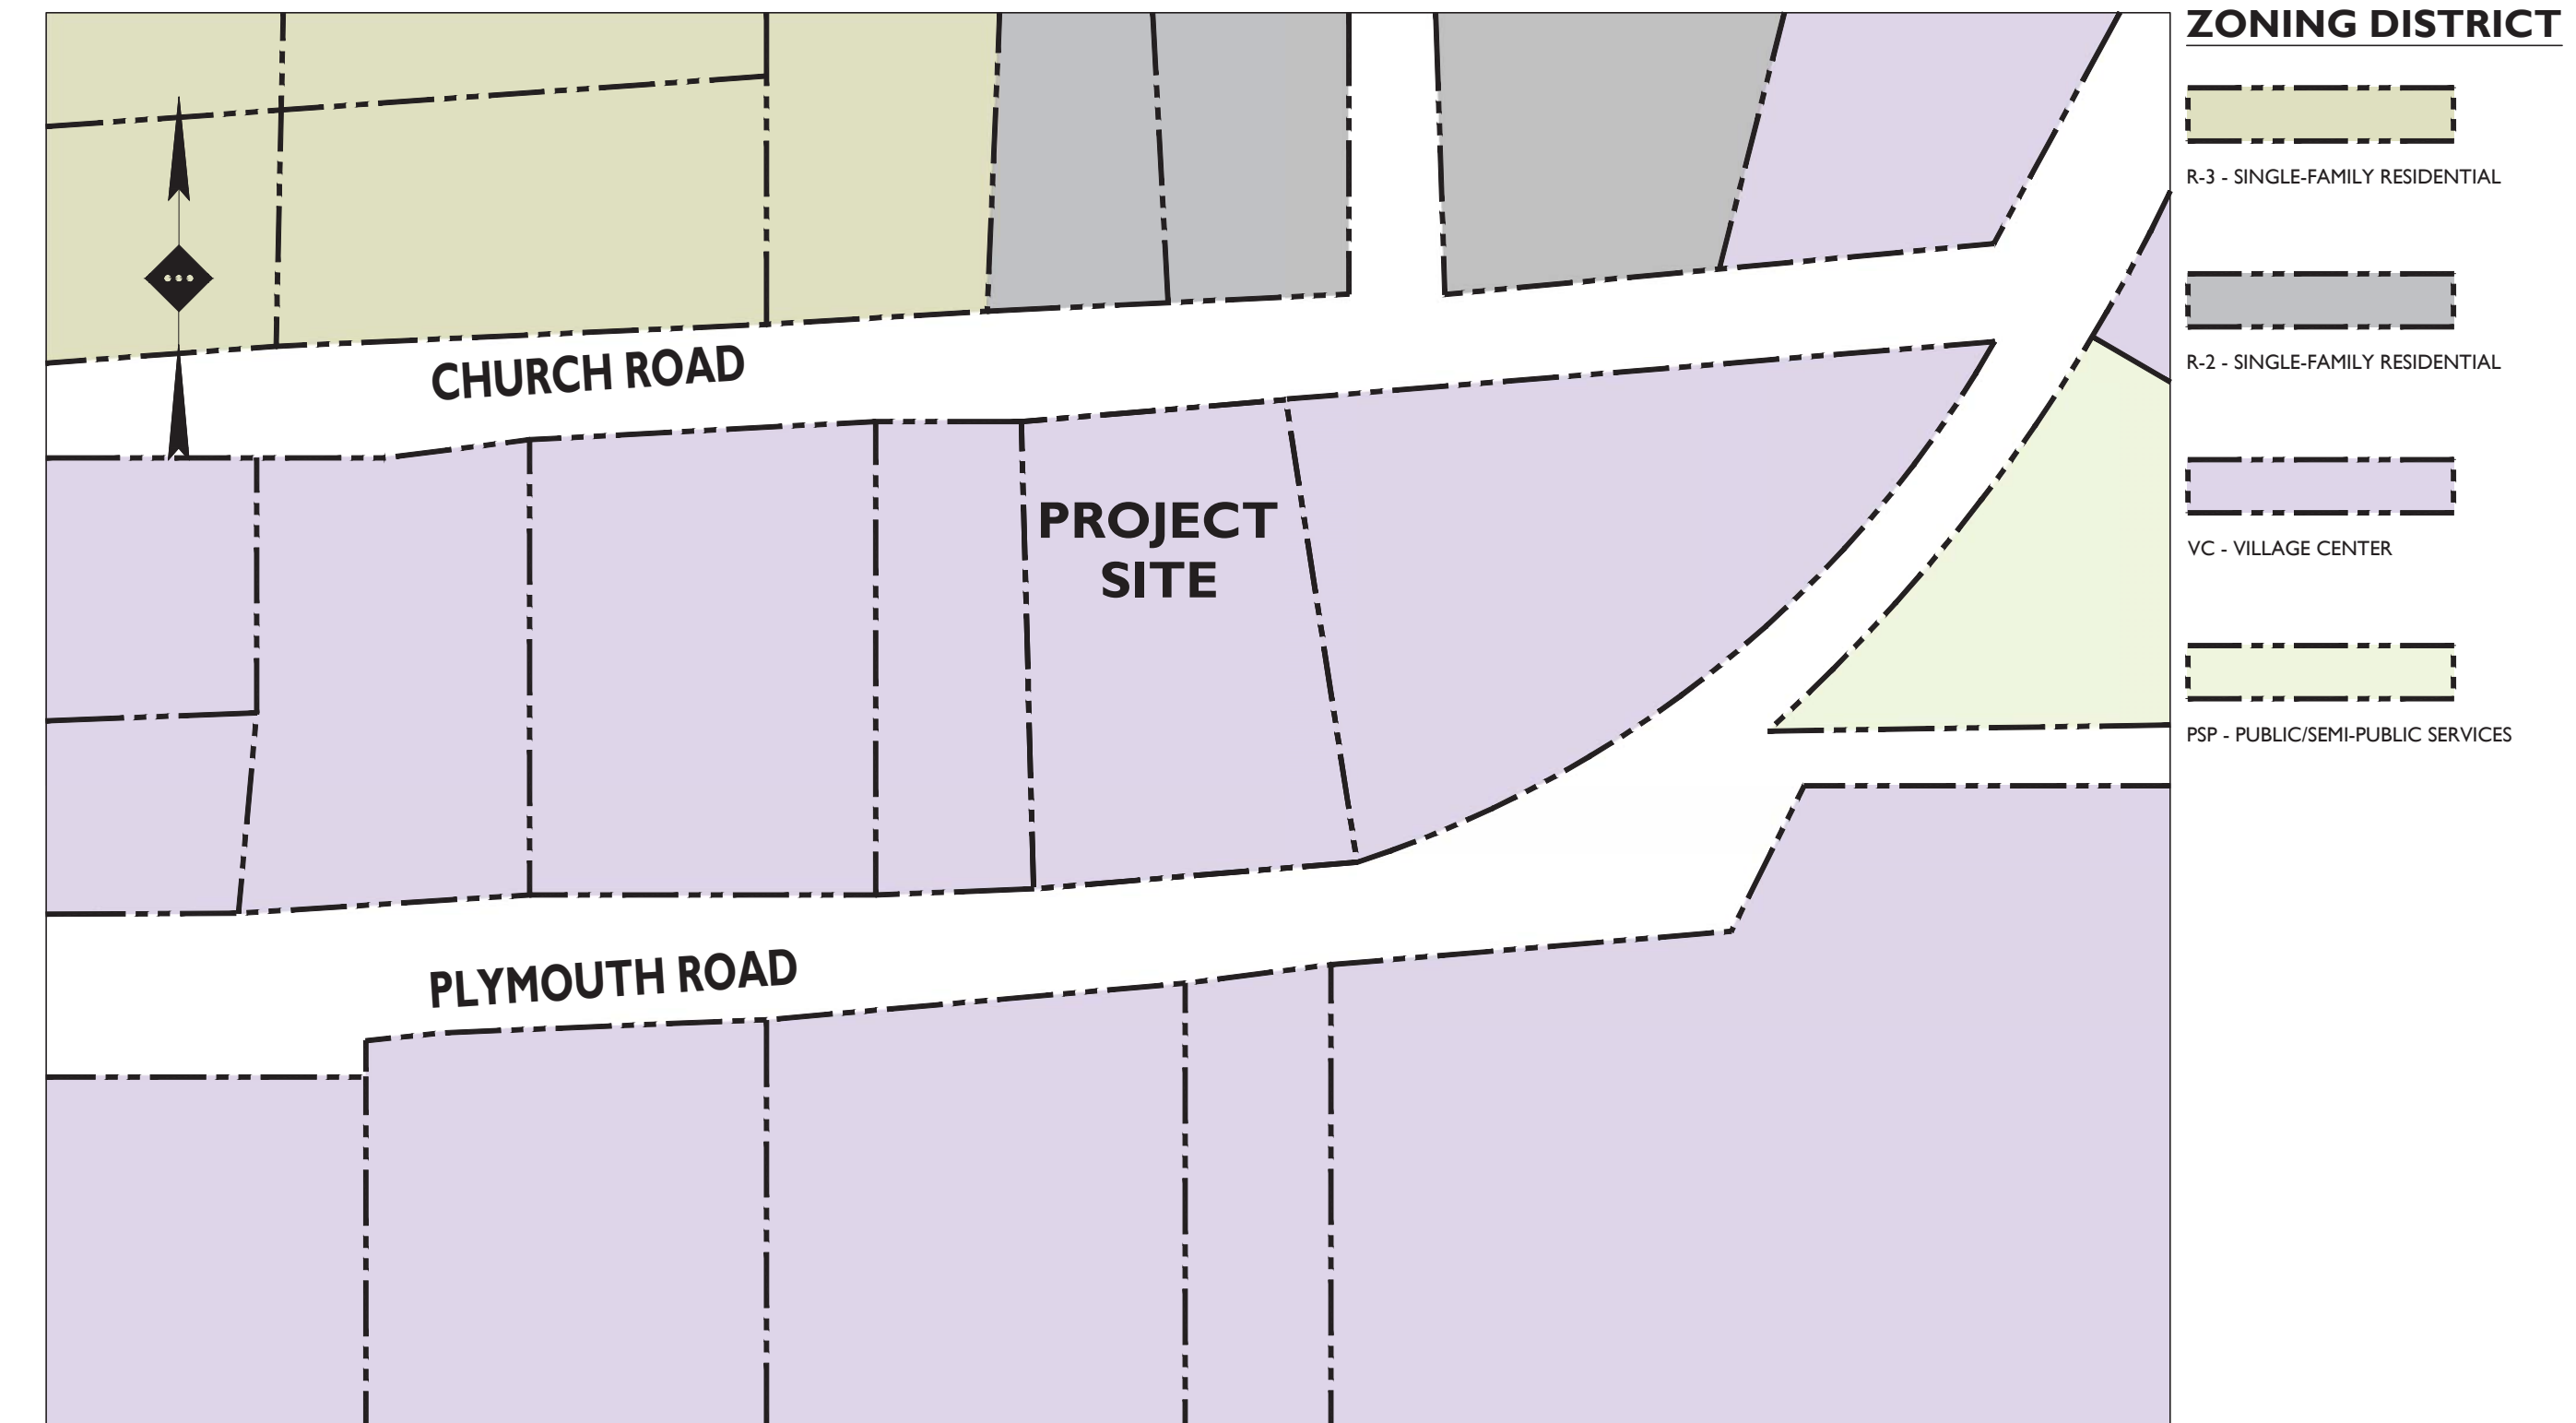 ZONING DISTRICT
R-3 - SINGLE-FAMILY RESIDENTIAL
R-2 - SINGLE-FAMILY RESIDENTIAL
CHURCH ROAD
PROJECT
SITE
VC - VILLAGE CENTER
PSP - PUBLIC/SEMI-PUBLIC SERVICES
PLYMOUTH ROAD